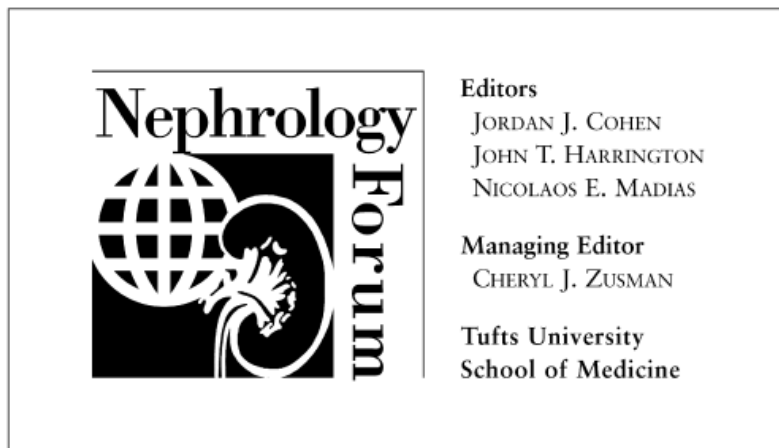 Nephrology
Forum
Editors
JORDAN J. COHEN
JOHN T. HARRINGTON
NICOLAOS E. MADIAS
Managing Editor
CHERYL J. ZUSMAN
Tufts University
School of Medicine